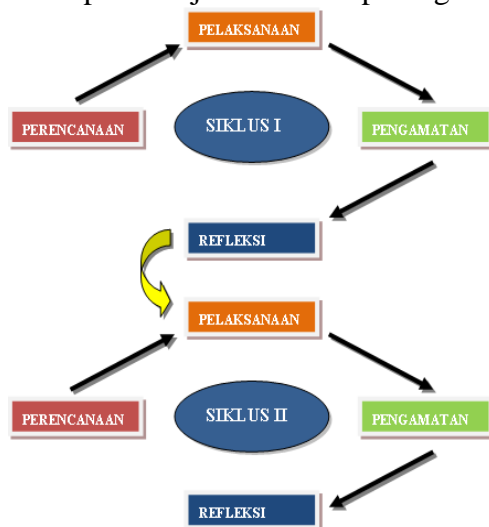 PELAKSANAAN
PERENCANAAN
SIKLUS I
PENGAMATAN
REFLEKSI
PELAKSANAAN
PERENCANAAN
SIKLUS II
PENGAMATAN
REFLEKSI